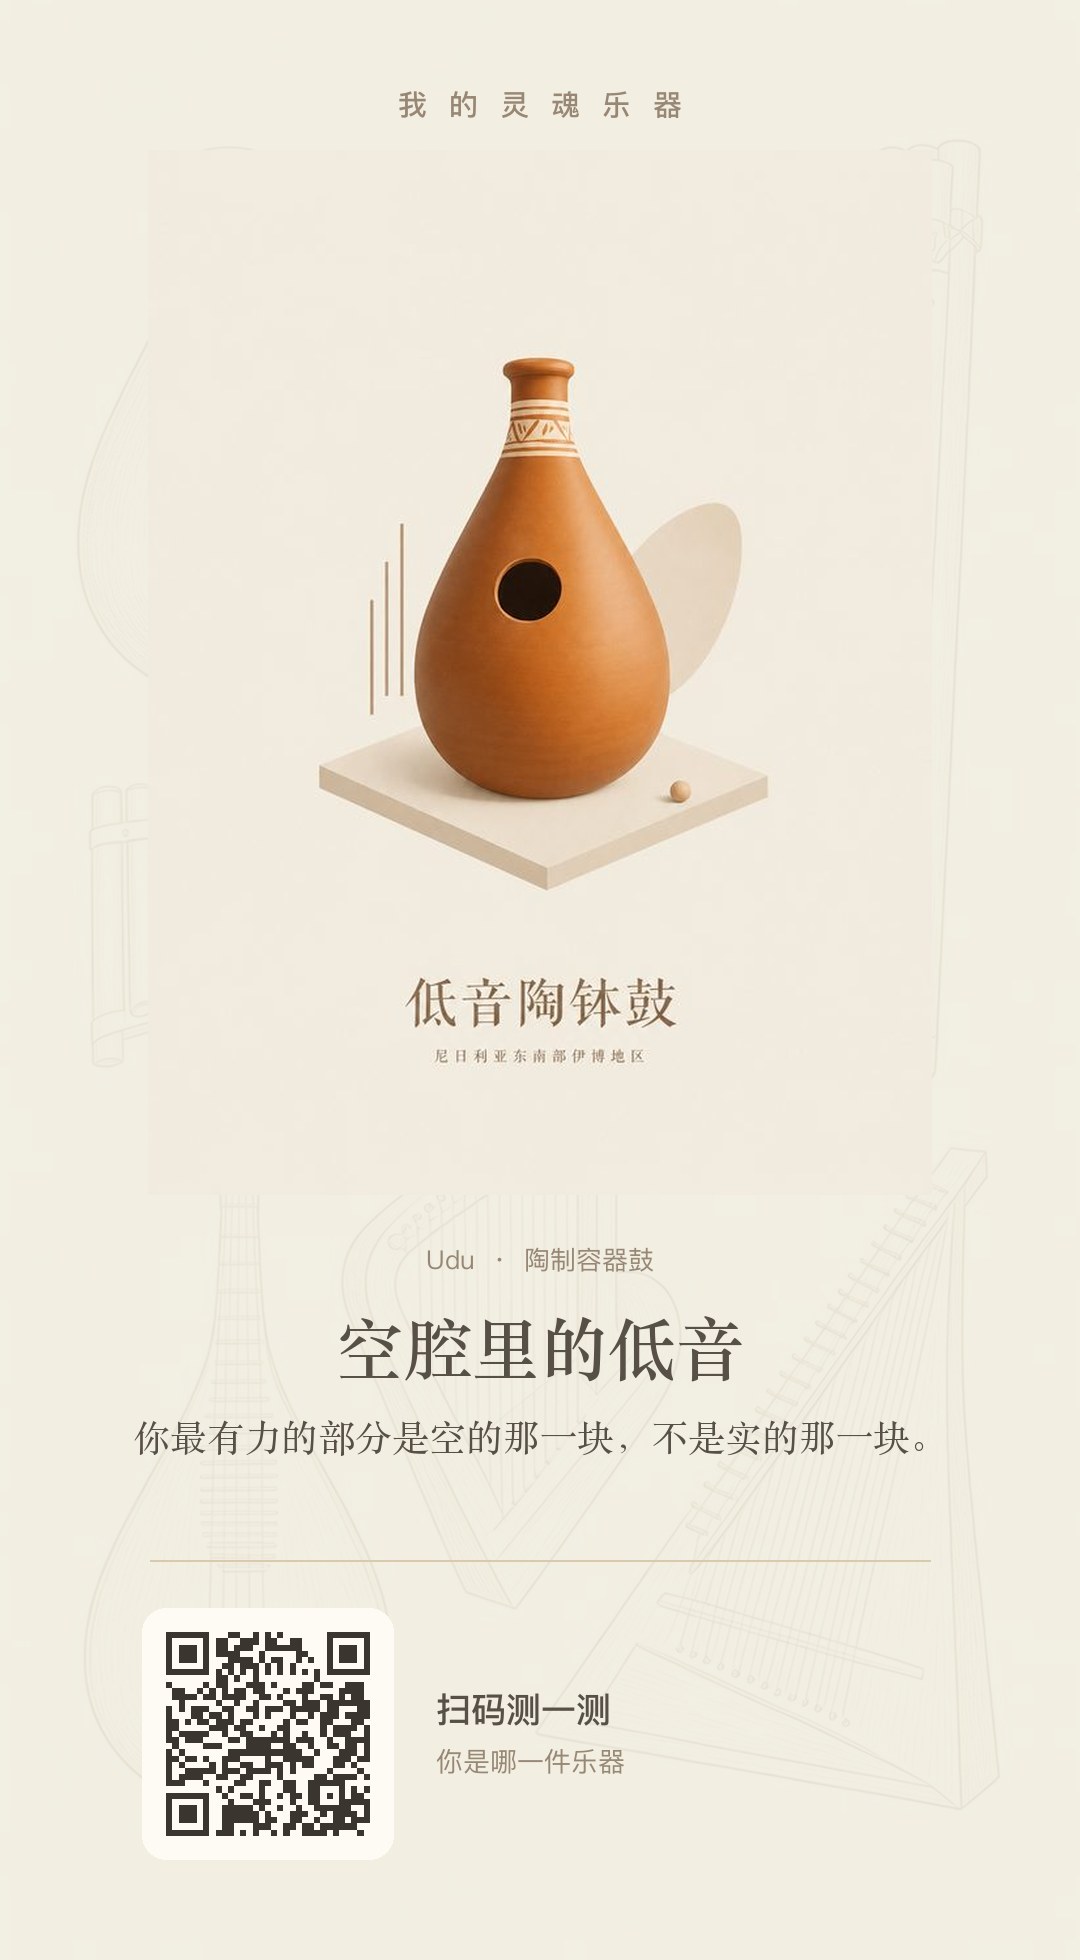 我的灵魂乐器
低音陶钵鼓
尼日利亚东南部伊博地区
Udu · 陶制容器鼓
空腔里的低音
你最有力的部分是空的那一块，不是实的那一块。
扫码测一测
你是哪一件乐器